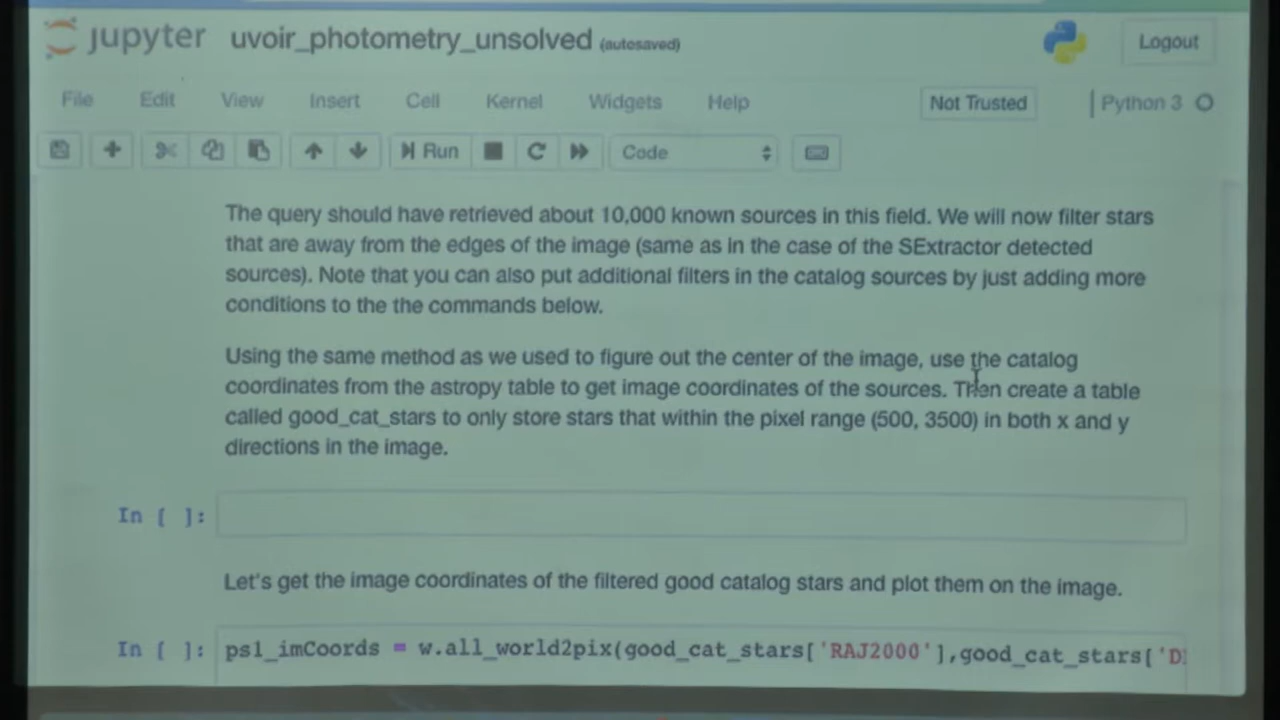 jupyter uvoir_photometry_unsolved (autosaved) Logout
File Edit View Insert Cell Kernel Widgets Help Not Trusted Python 3
Run Code
The query should have retrieved about 10,000 known sources in this field. We will now filter stars
that are away from the edges of the image (same as in the case of the SExtractor detected
sources). Note that you can also put additional filters in the catalog sources by just adding more
conditions to the the commands below.
Using the same method as we used to figure out the center of the image, use the catalog
coordinates from the astropy table to get image coordinates of the sources. Then create a table
called good_cat_stars to only store stars that within the pixel range (500, 3500) in both x and y
directions in the image.
In [ ]:
Let's get the image coordinates of the filtered good catalog stars and plot them on the image.
In [ ]: ps1_imCoords = w.all_world2pix(good_cat_stars['RAJ2000'],good_cat_stars['D